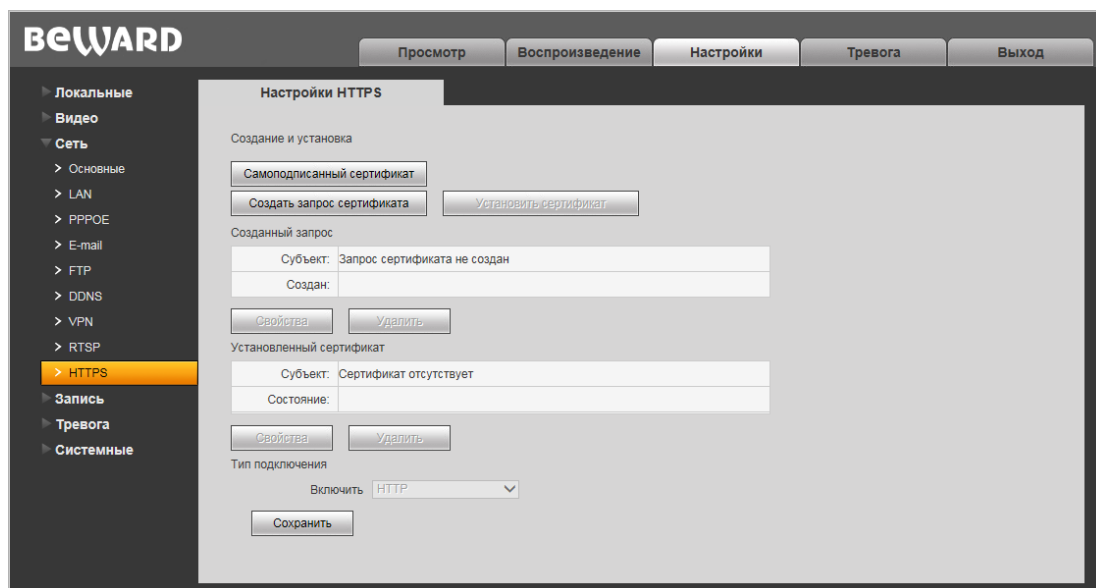 BEWARD
Просмотр Воспроизведение Настройки Тревога Выход
Локальные
Видео
Сеть
Основные
LAN
PPPOE
E-mail
FTP
DDNS
VPN
RTSP
HTTPS
Запись
Тревога
Системные
Настройки HTTPS
Создание и установка
Самоподписанный сертификат
Создать запрос сертификата Установить сертификат
Созданный запрос
Субъект: Запрос сертификата не создан
Создан:
Свойства Удалить
Установленный сертификат
Субъект: Сертификат отсутствует
Состояние:
Свойства Удалить
Тип подключения
Включить HTTP
Сохранить